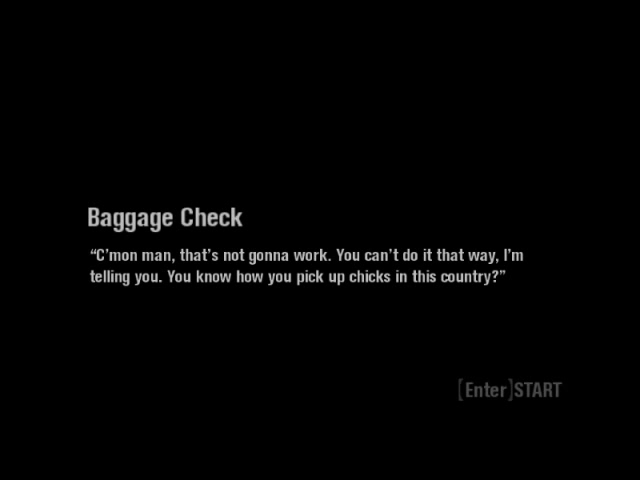 Baggage Check
“C’mon man, that’s not gonna work. You can’t do it that way, I’m
telling you. You know how you pick up chicks in this country?”
[Enter]START